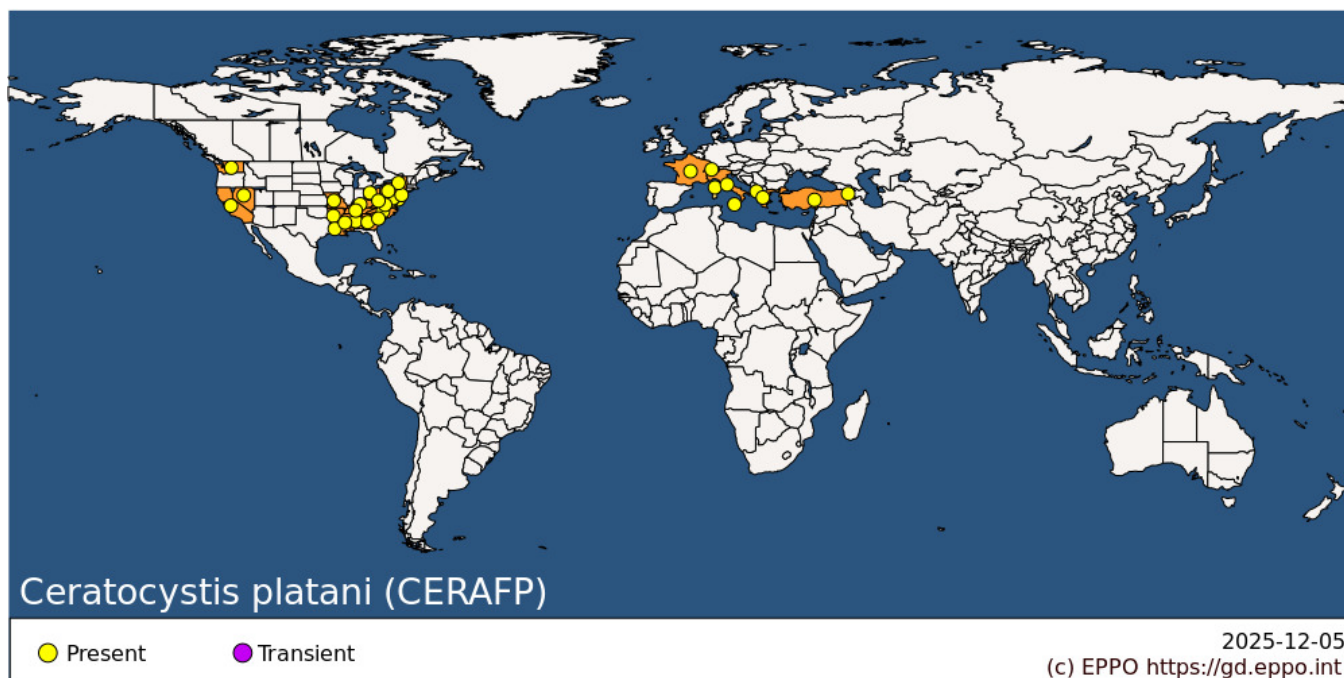 Ceratocystis platani (CERAFP)
Present
Transient
2025-12-05
(c) EPPO https://gd.eppo.int